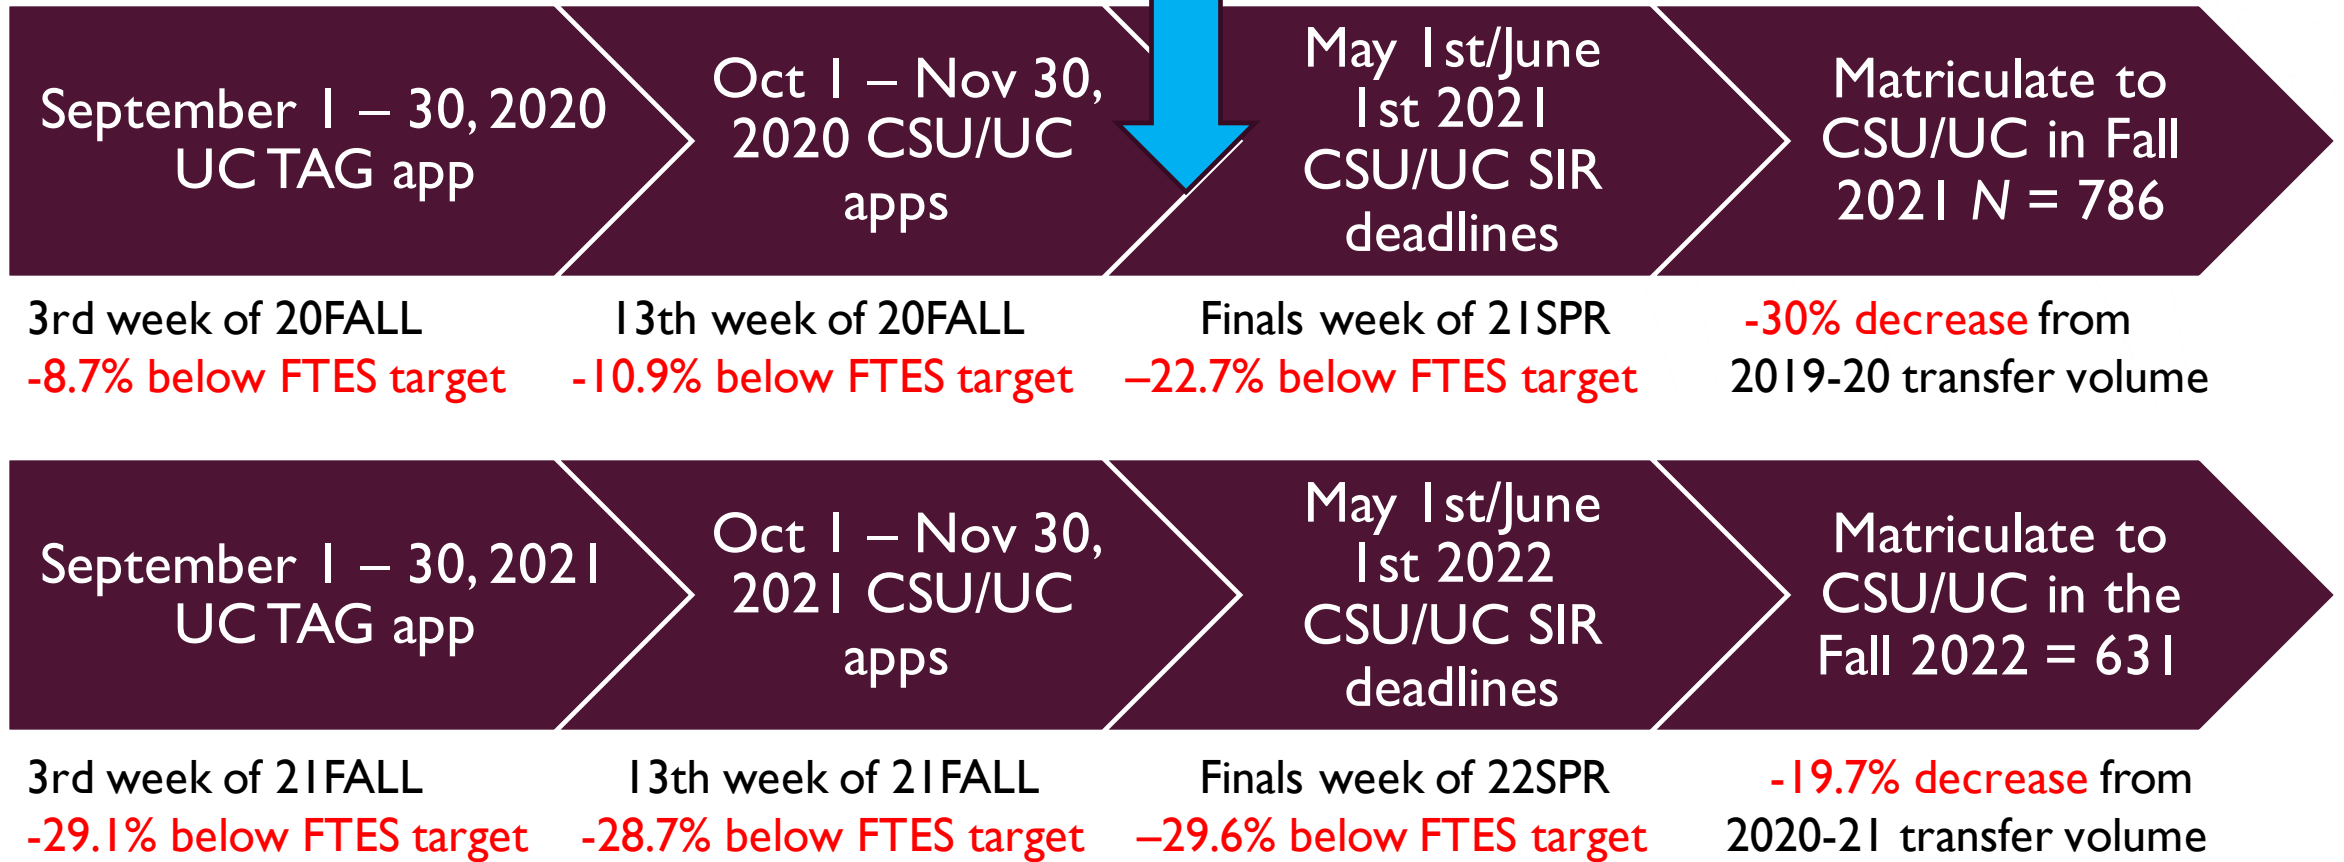 September 1 – 30, 2020
UC TAG app
Oct 1 – Nov 30,
2020 CSU/UC
apps
May 1st/June
1st 2021
CSU/UC SIR
deadlines
Matriculate to
CSU/UC in Fall
2021 N = 786
3rd week of 20FALL
-8.7% below FTES target
13th week of 20FALL
-10.9% below FTES target
Finals week of 21SPR
–22.7% below FTES target
-30% decrease from
2019-20 transfer volume
September 1 – 30, 2021
UC TAG app
Oct 1 – Nov 30,
2021 CSU/UC
apps
May 1st/June
1st 2022
CSU/UC SIR
deadlines
Matriculate to
CSU/UC in the
Fall 2022 = 631
3rd week of 21FALL
-29.1% below FTES target
13th week of 21FALL
-28.7% below FTES target
Finals week of 22SPR
–29.6% below FTES target
-19.7% decrease from
2020-21 transfer volume